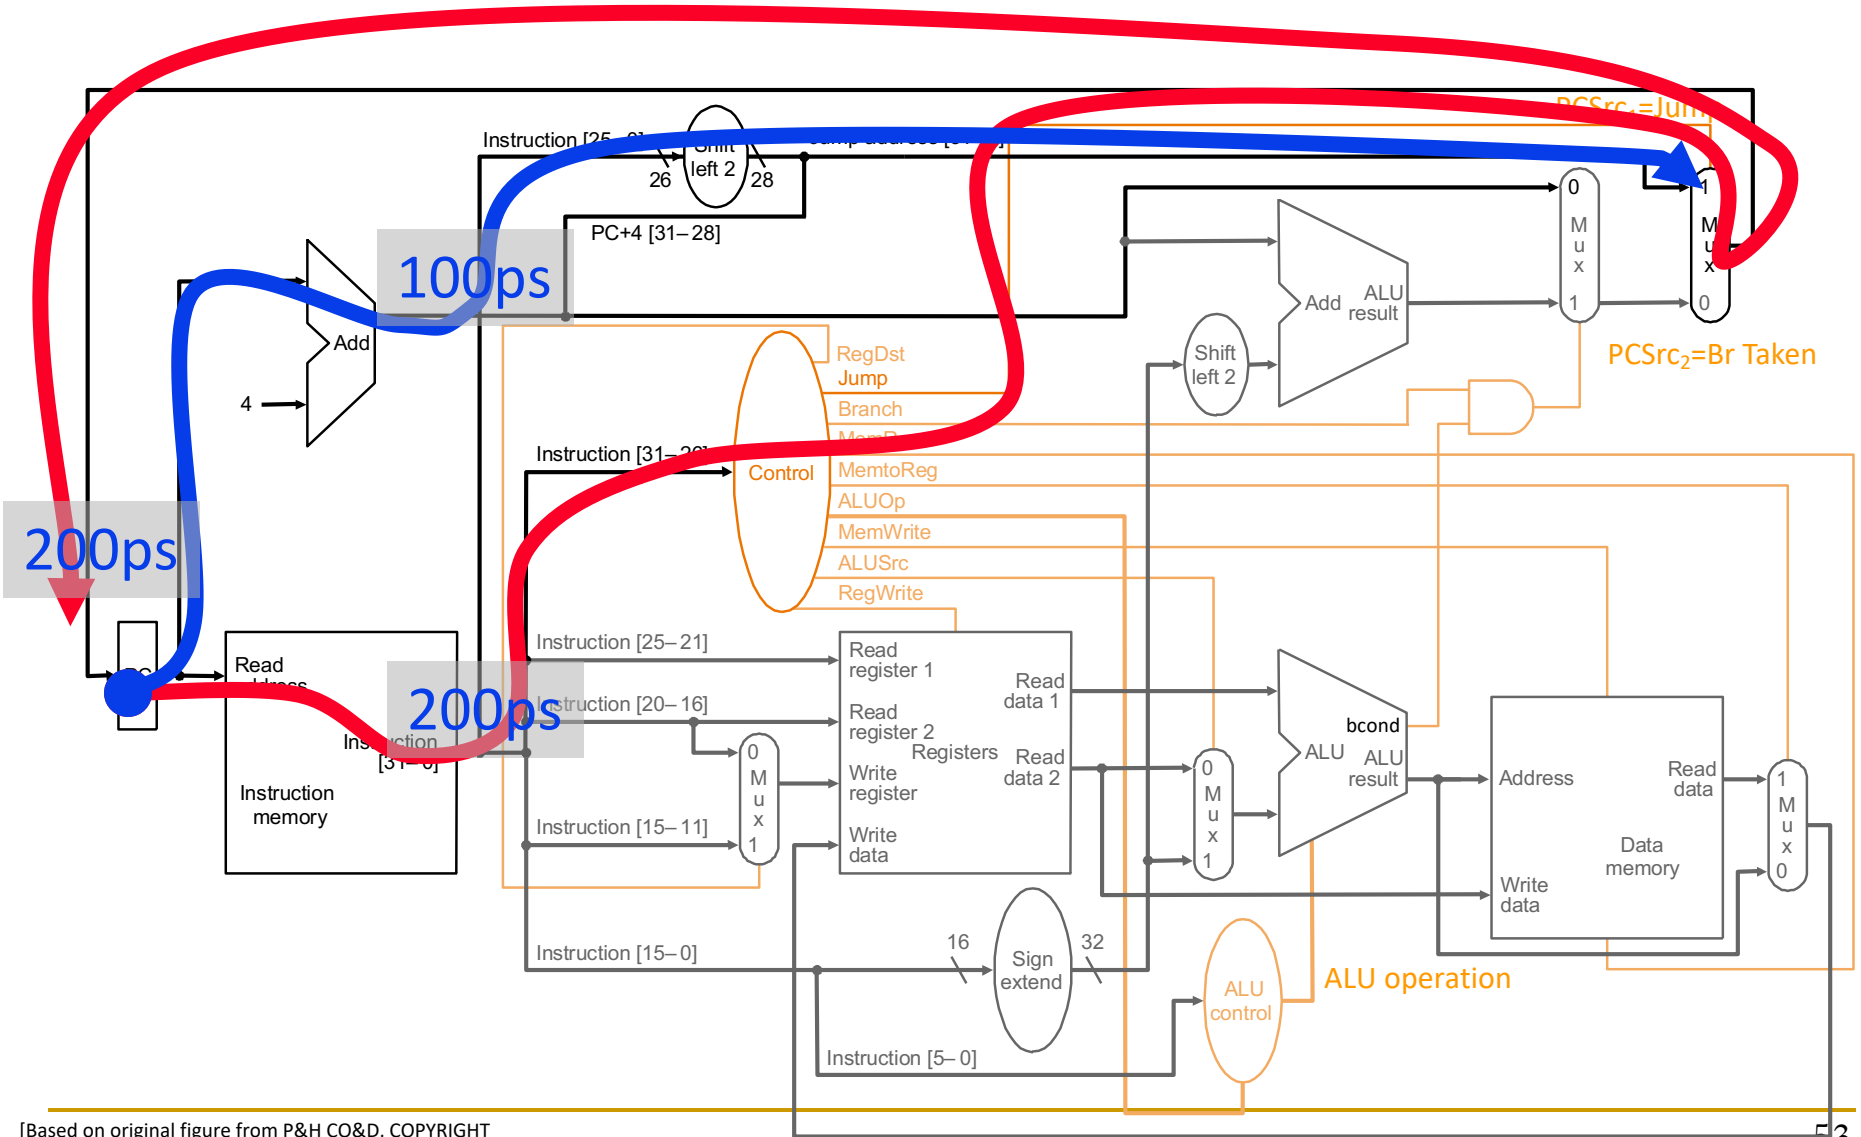 PCSrc1=Jump
Instruction [25–0]
Shift
left 2
26
28
PC+4 [31–28]
100ps
Add
4
0
M
u
x
1
1
M
u
x
0
Add
ALU
result
Shift
left 2
PCSrc2=Br Taken
RegDst
Jump
Branch
MemtoReg
ALUOp
MemWrite
ALUSrc
RegWrite
Instruction [31–26]
Control
200ps
PC
Read
address
Instruction
[31–0]
Instruction
memory
200ps
Instruction [25–21]
Instruction [20–16]
Instruction [15–11]
0
M
u
x
1
Read
register 1
Read
register 2
Registers
Write
register
Write
data
Read
data 1
Read
data 2
0
M
u
x
1
bcond
ALU
ALU
result
Address
Read
data
Data
memory
Write
data
1
M
u
x
0
Instruction [15–0]
16
Sign
extend
32
ALU
control
ALU operation
Instruction [5–0]
[Based on original figure from P&H CO&D, COPYRIGHT
53